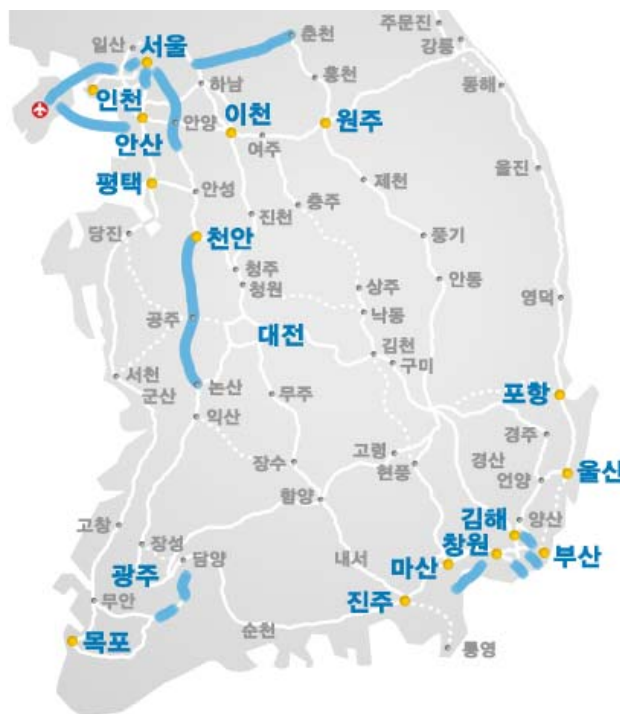 주문진
강릉
일산
서울
춘천
동해
하남
홍천
인천
안양
이천
원주
여주
안산
울진
평택
안성
충주
제천
진천
당진
천안
풍기
청주
청원
안동
상주
영덕
공주
대전
낙동
김천
구미
서천
군산
논산
무주
포항
익산
경주
고령
경산
장수
현풍
언양
울산
함양
김해
양산
고창
장성
담양
내서
창원
부산
광주
마산
무안
진주
순천
목포
통영